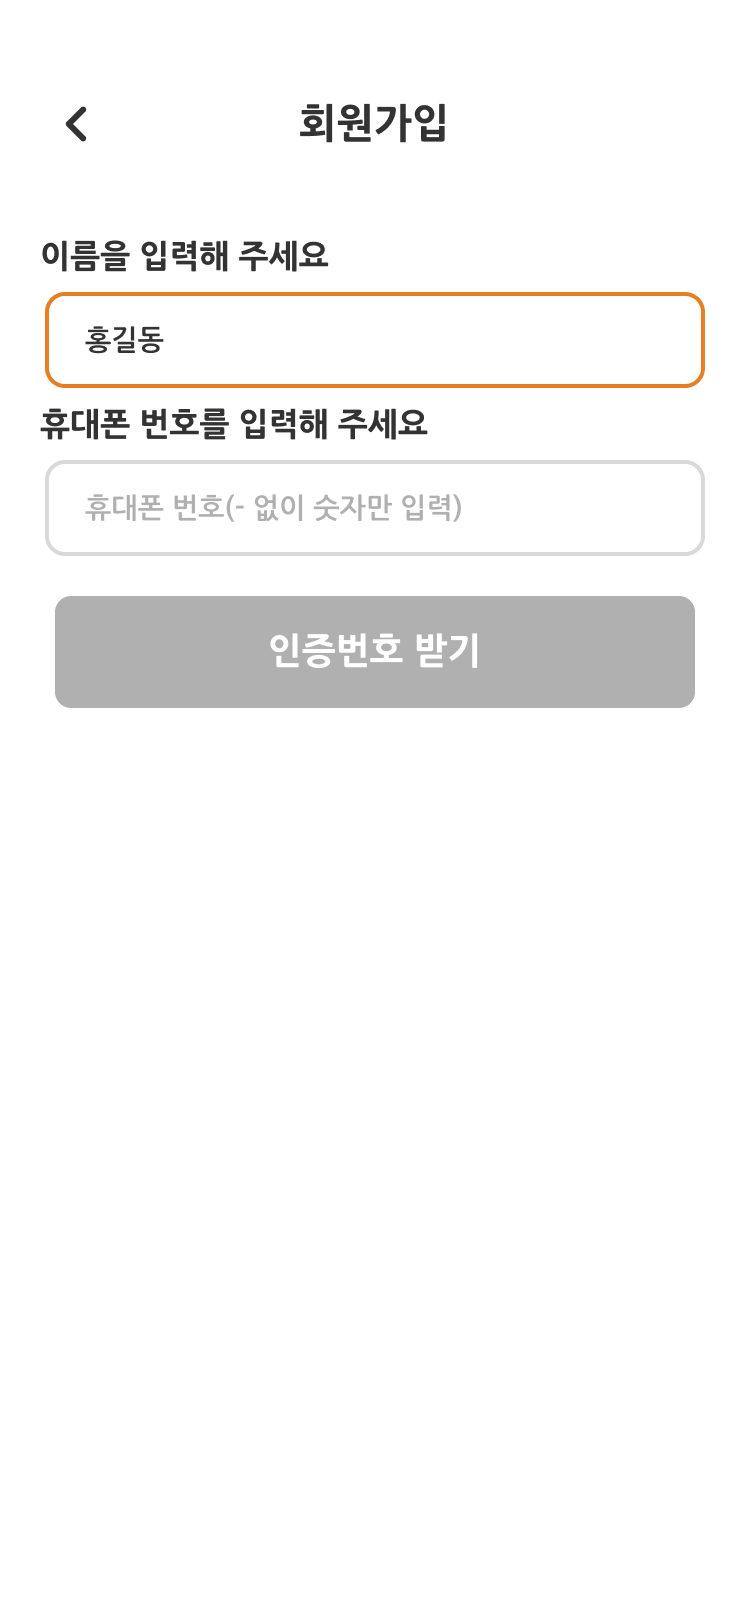 회원가입
이름을 입력해 주세요
홍길동
휴대폰 번호를 입력해 주세요
휴대폰 번호(- 없이 숫자만 입력)
인증번호 받기